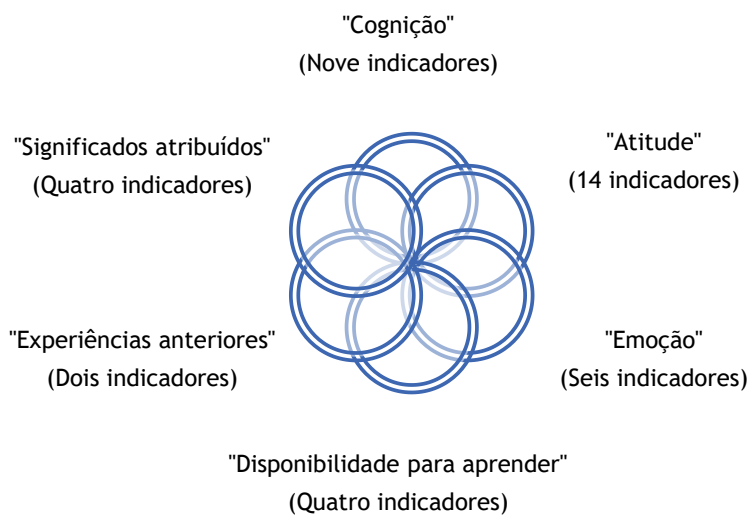 "Cognição"
(Nove indicadores)
"Significados atribuídos"
(Quatro indicadores)
"Atitude"
(14 indicadores)
"Experiências anteriores"
(Dois indicadores)
"Emoção"
(Seis indicadores)
"Disponibilidade para aprender"
(Quatro indicadores)